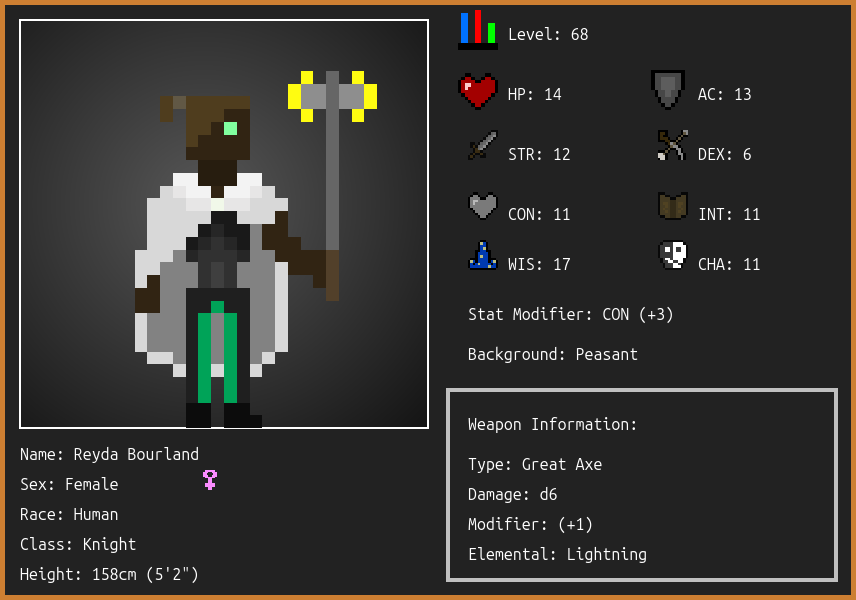 Level: 68
HP: 14
AC: 13
STR: 12
DEX: 6
CON: 11
INT: 11
WIS: 17
CHA: 11
Stat Modifier: CON (+3)
Background: Peasant
Weapon Information:
Type: Great Axe
Damage: d6
Modifier: (+1)
Elemental: Lightning
Name: Reyda Bourland
Sex: Female
Race: Human
Class: Knight
Height: 158cm (5'2")